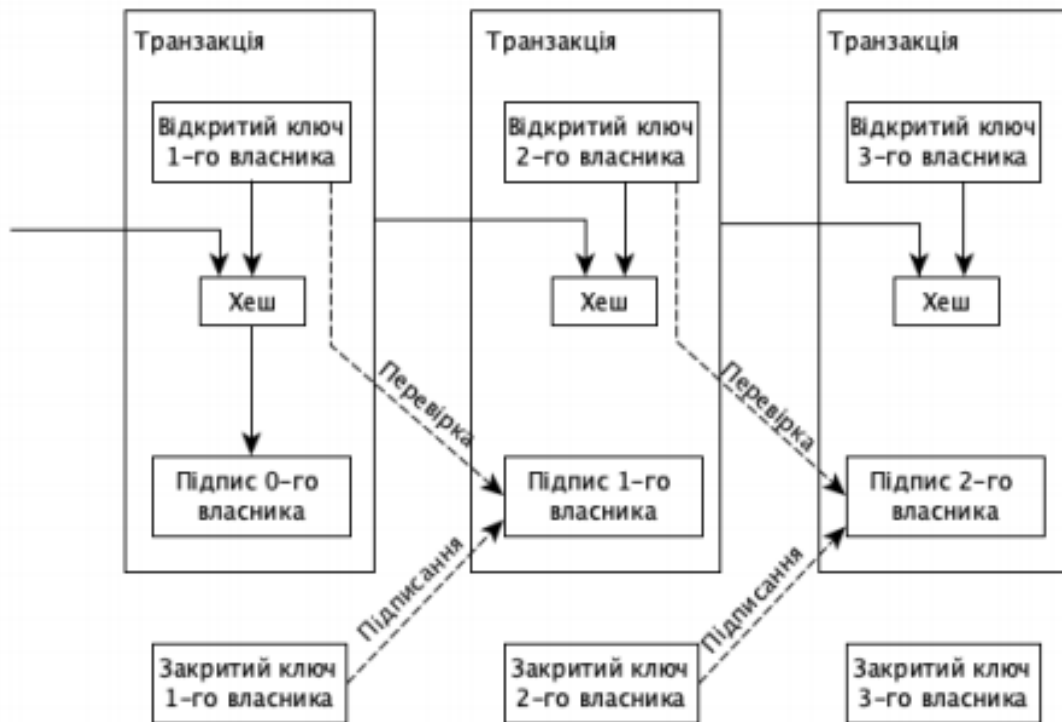 Транзакція
Транзакція
Транзакція
Відкритий ключ
1-го власника
Відкритий ключ
2-го власника
Відкритий ключ
3-го власника
Хеш
Хеш
Хеш
Перевірка
Перевірка
Підпис 0-го
власника
Підпис 1-го
власника
Підпис 2-го
власника
Підписання
Підписання
Закритий ключ
1-го власника
Закритий ключ
2-го власника
Закритий ключ
3-го власника